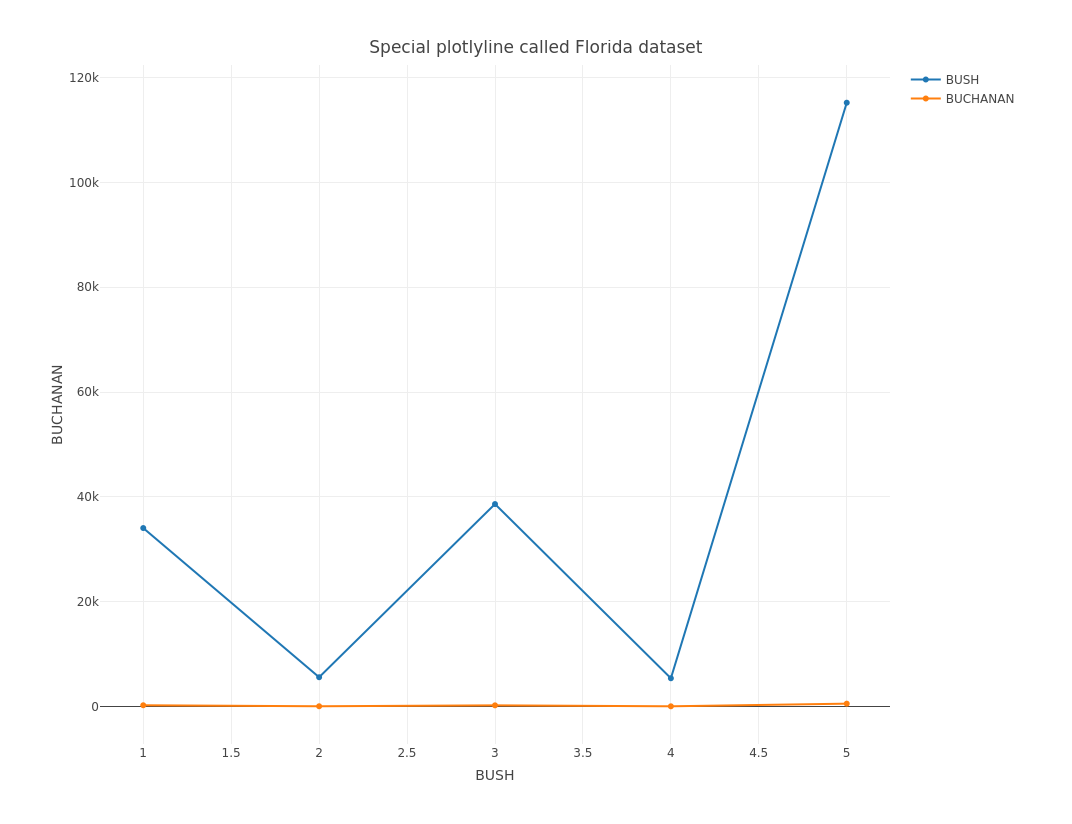 Special plotlyline called Florida dataset
BUSH
BUCHANAN
120k
100k
80k
60k
40k
20k
0
BUCHANAN
1 1.5 2 2.5 3 3.5 4 4.5 5
BUSH